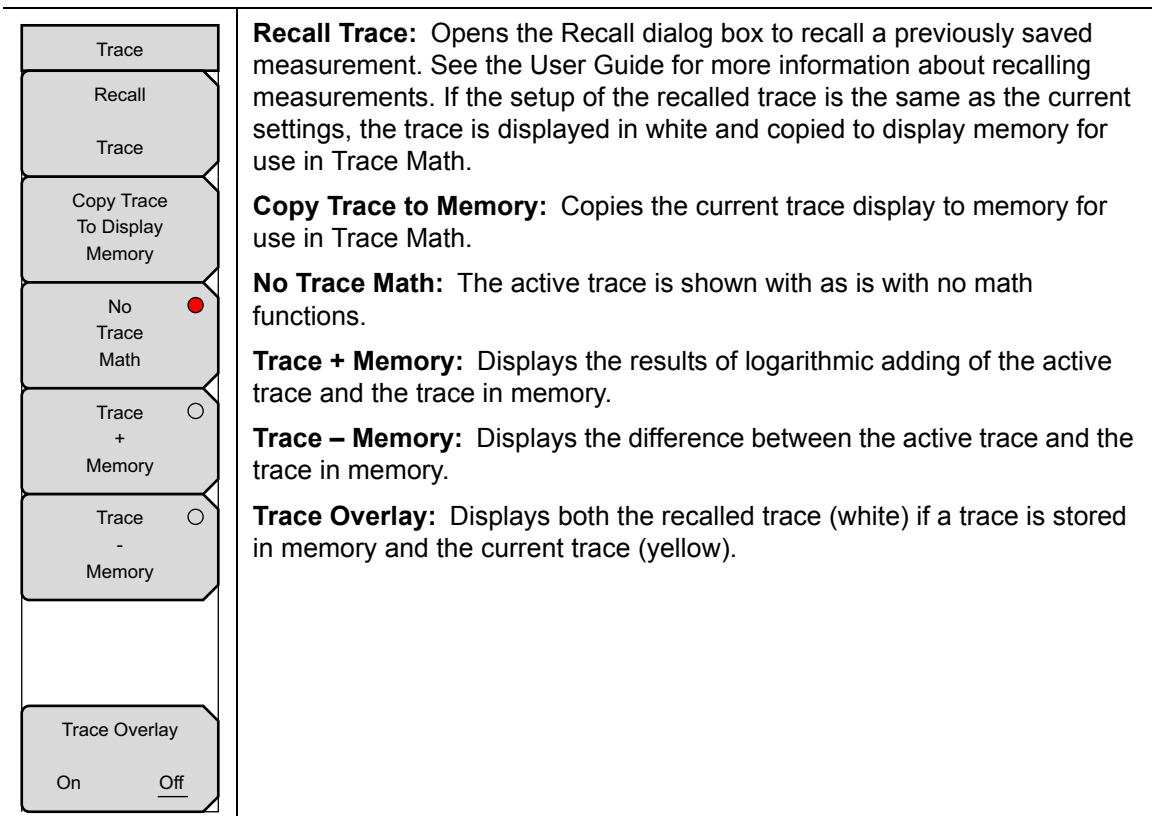 Trace
Recall
Trace
Copy Trace
To Display
Memory
No
Trace
Math
Trace
+
Memory
Trace
-
Memory
Trace Overlay
On Off
Recall Trace: Opens the Recall dialog box to recall a previously saved
measurement. See the User Guide for more information about recalling
measurements. If the setup of the recalled trace is the same as the current
settings, the trace is displayed in white and copied to display memory for
use in Trace Math.
Copy Trace to Memory: Copies the current trace display to memory for
use in Trace Math.
No Trace Math: The active trace is shown with as is with no math
functions.
Trace + Memory: Displays the results of logarithmic adding of the active
trace and the trace in memory.
Trace – Memory: Displays the difference between the active trace and the
trace in memory.
Trace Overlay: Displays both the recalled trace (white) if a trace is stored
in memory and the current trace (yellow).